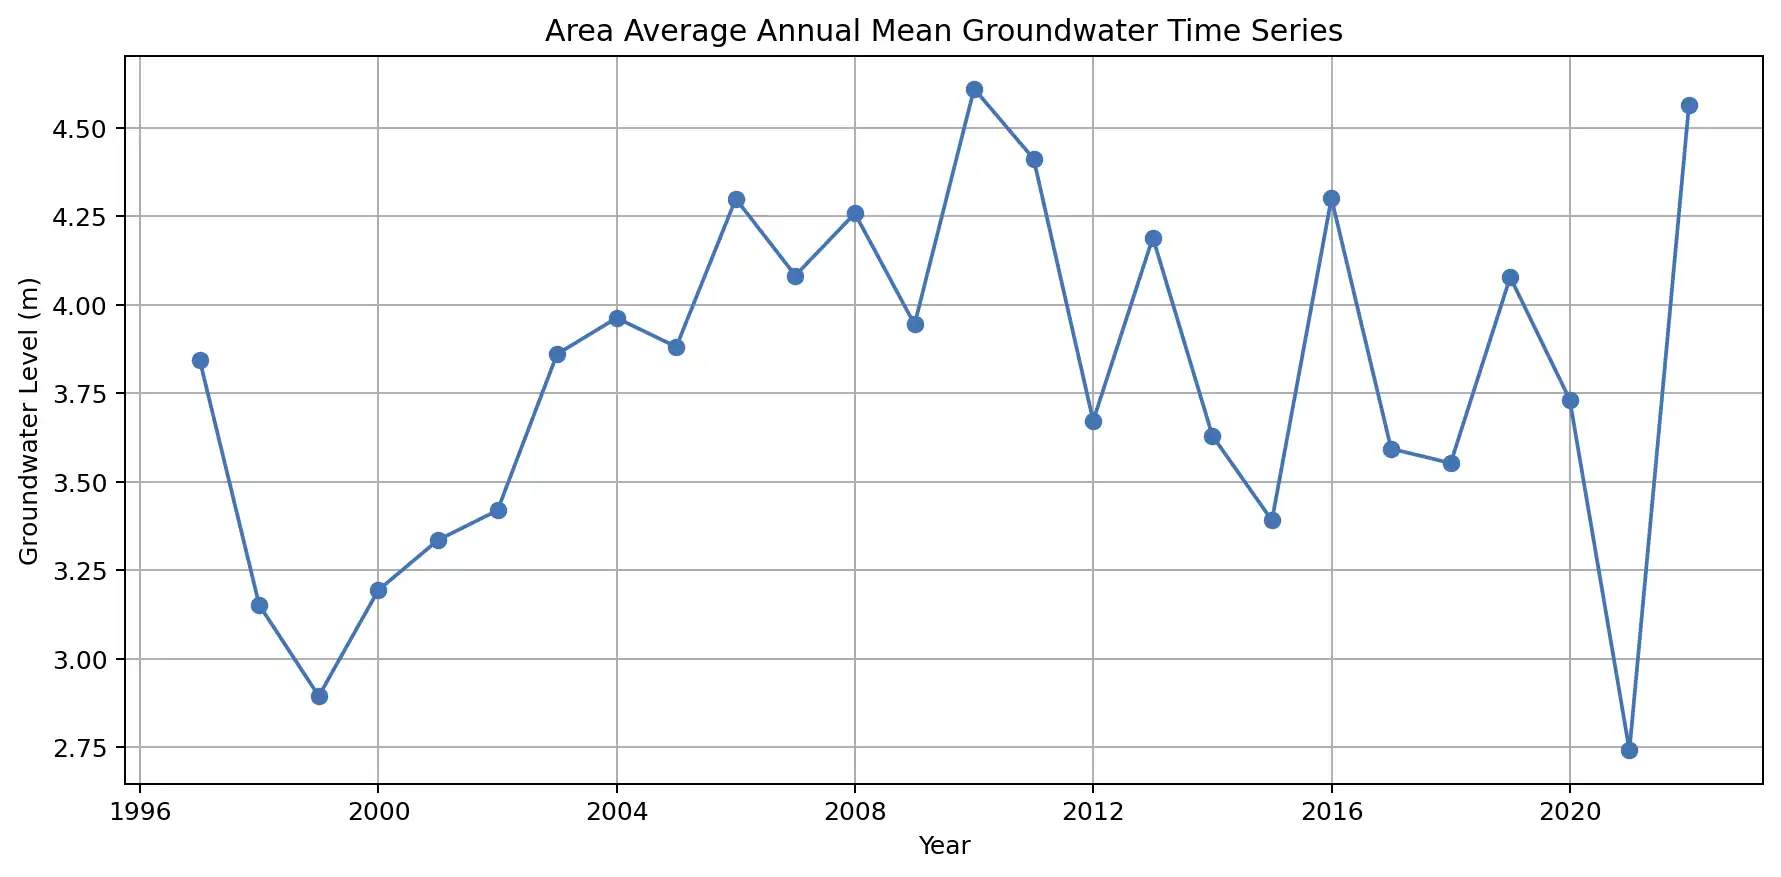 Area Average Annual Mean Groundwater Time Series
Groundwater Level (m)
4.50
4.25
4.00
3.75
3.50
3.25
3.00
2.75
1996 2000 2004 2008 2012 2016 2020
Year